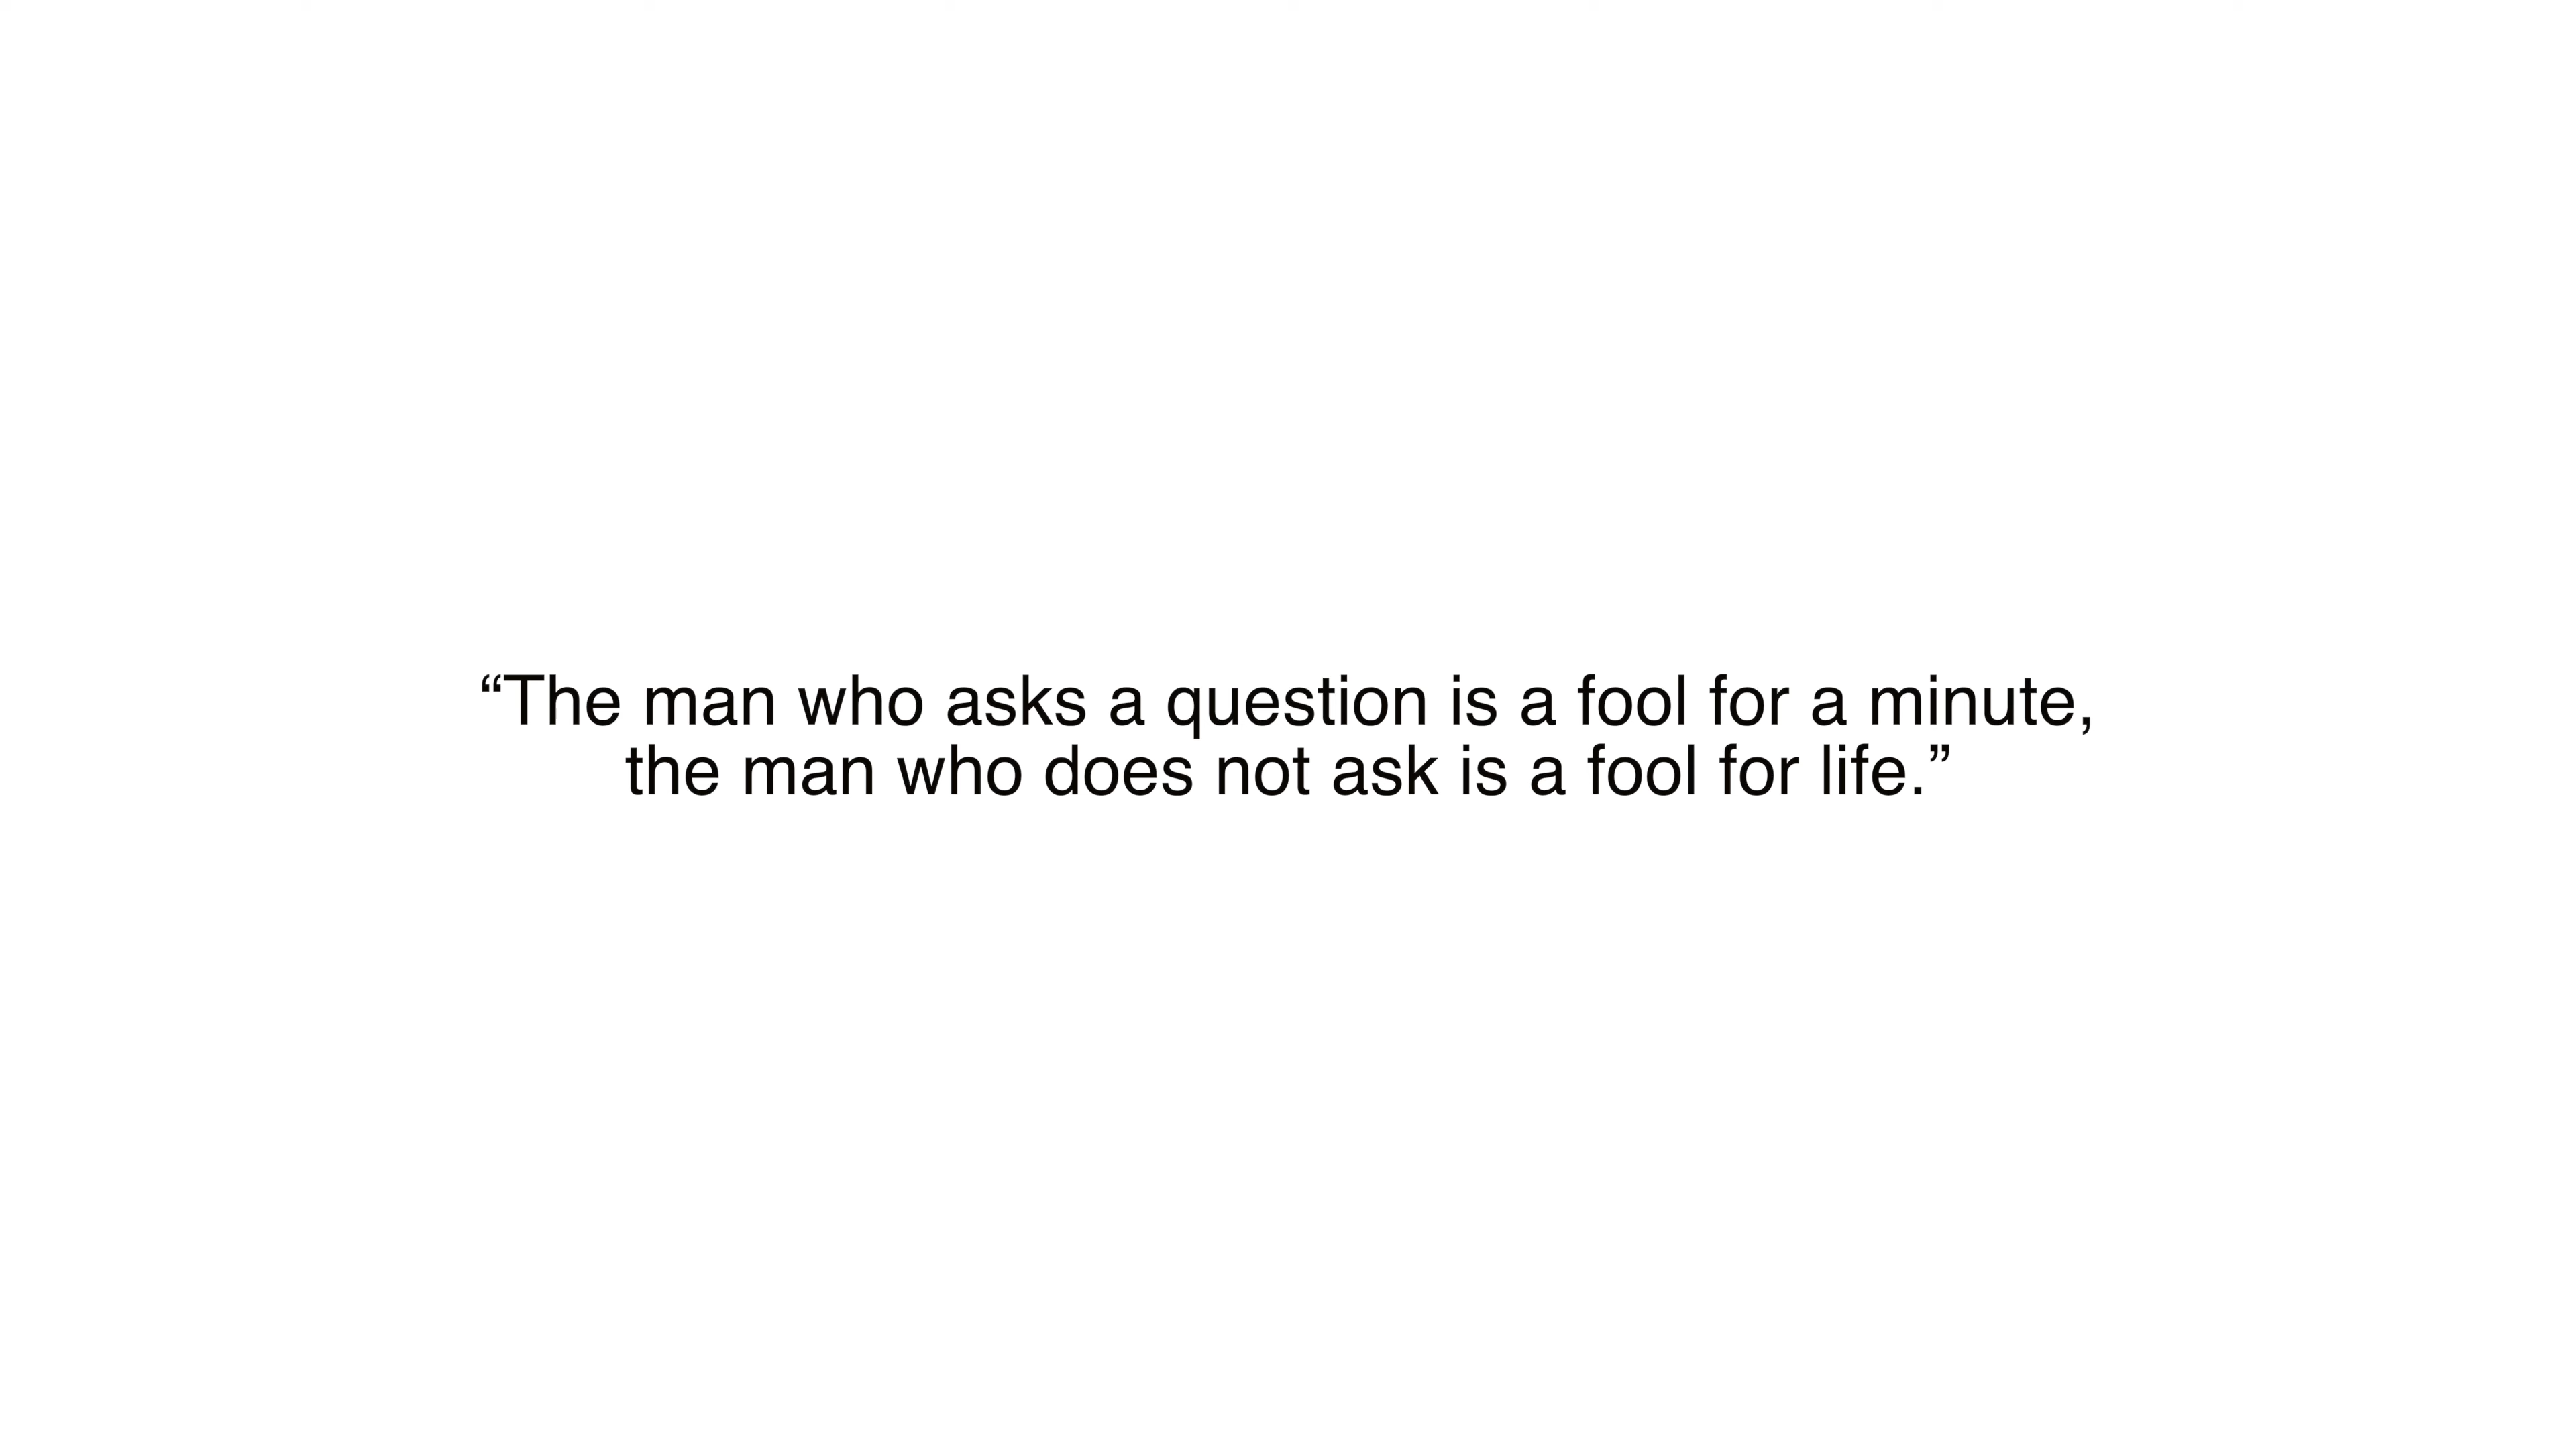 “The man who asks a question is a fool for a minute,
the man who does not ask is a fool for life.”